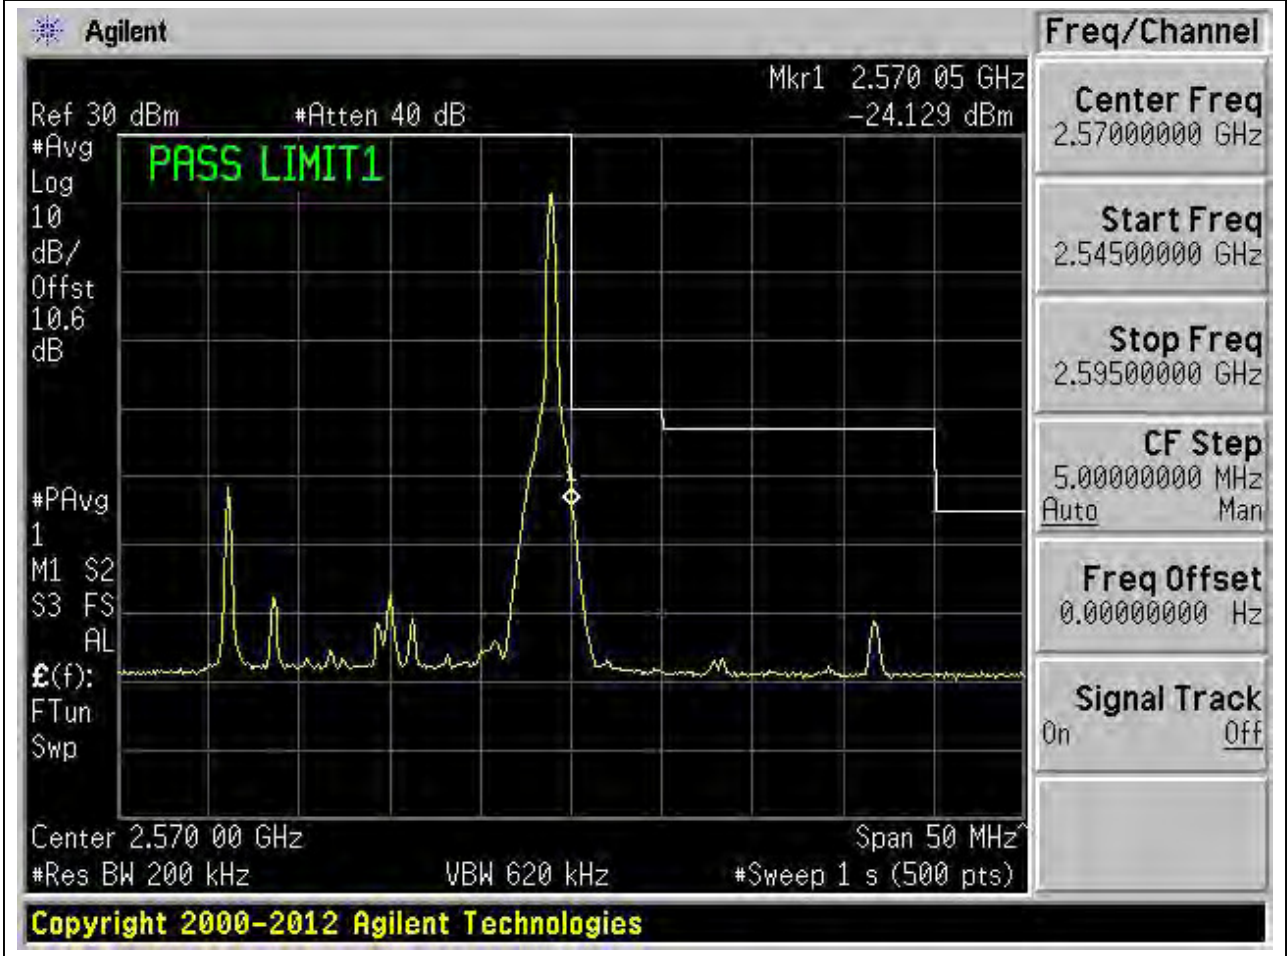 Agilent
Freq/Channel
Mkr1 2.570 05 GHz
Ref 30 dBm #Atten 40 dB -24.129 dBm
#Avg
Log
10
dB/
Offst
10.6
dB
PASS LIMIT1
1
#PAvg
1
M1 S2
S3 FS
AL
£(f):
FTun
Swp
Center 2.570 00 GHz Span 50 MHz^
#Res BW 200 kHz VBW 620 kHz #Sweep 1 s (500 pts)
Center Freq
2.57000000 GHz
Start Freq
2.54500000 GHz
Stop Freq
2.59500000 GHz
CF Step
5.00000000 MHz
Auto Man
Freq Offset
0.00000000 Hz
Signal Track
On Off
Copyright 2000-2012 Agilent Technologies